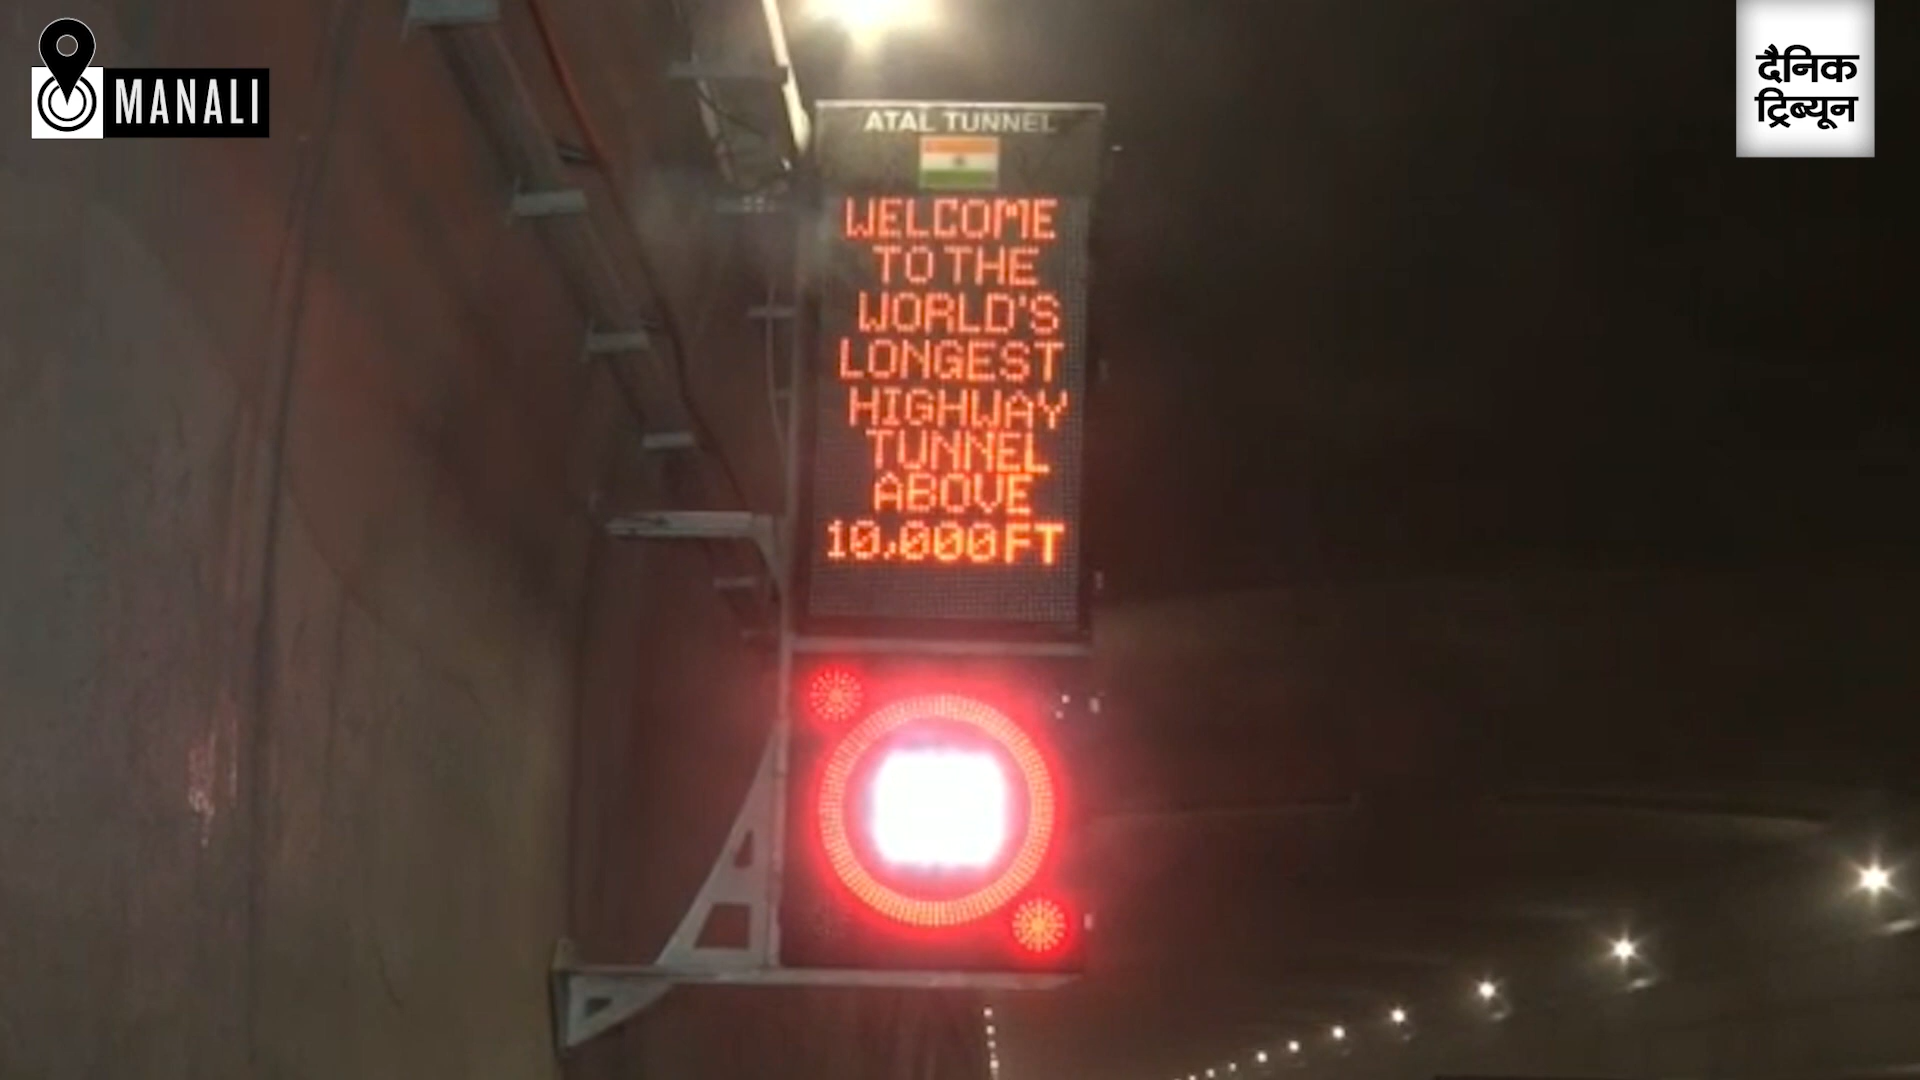 MANALI
दैनिक
ट्रिब्यून
ATAL TUNNEL
WELCOME
TO THE
WORLD'S
LONGEST
HIGHWAY
TUNNEL
ABOVE
10,000FT